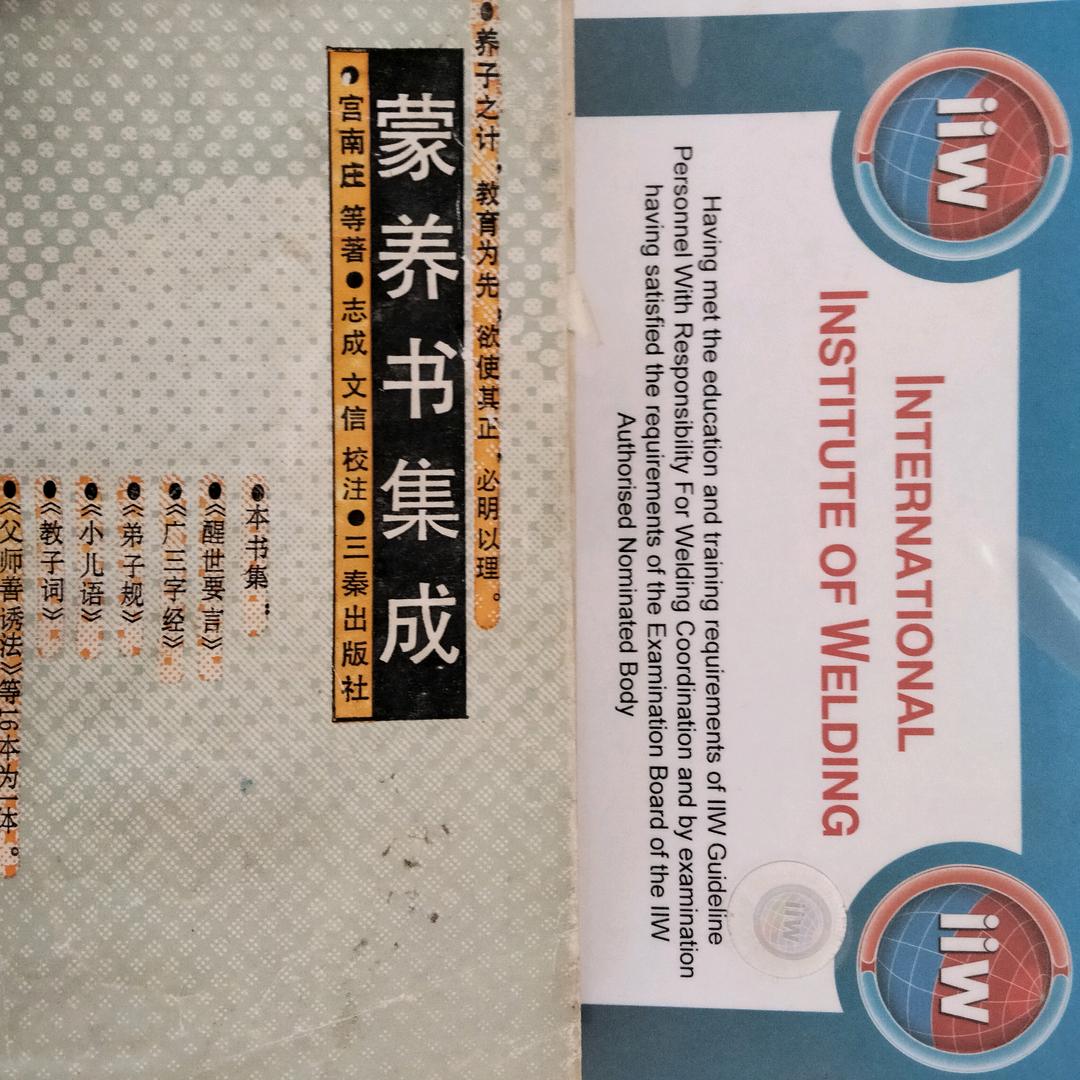 养子之计，教育为先。欲使其正，必明以理。
蒙养书集成
●宫南庄 等著●志成 文信 校注●三秦出版社
●本书集：
●《醒世要言》
●《广三字经》
●《弟子规》
●《小儿语》
●《教子词》
●《父师善诱法》等16本为一体。
iiw
iiw
INTERNATIONAL
INSTITUTE OF WELDING
Having met the education and training requirements of IIW Guideline
Personnel With Responsibility For Welding Coordination and by examination
having satisfied the requirements of the Examination Board of the IIW
Authorised Nominated Body
iiw